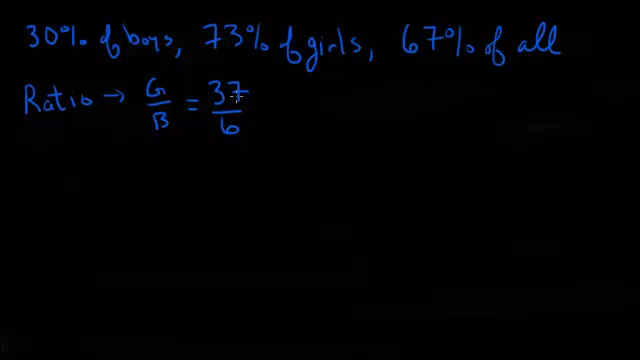 30% of boys, 73% of girls, 67% of all
Ratio → G/B = 37/6